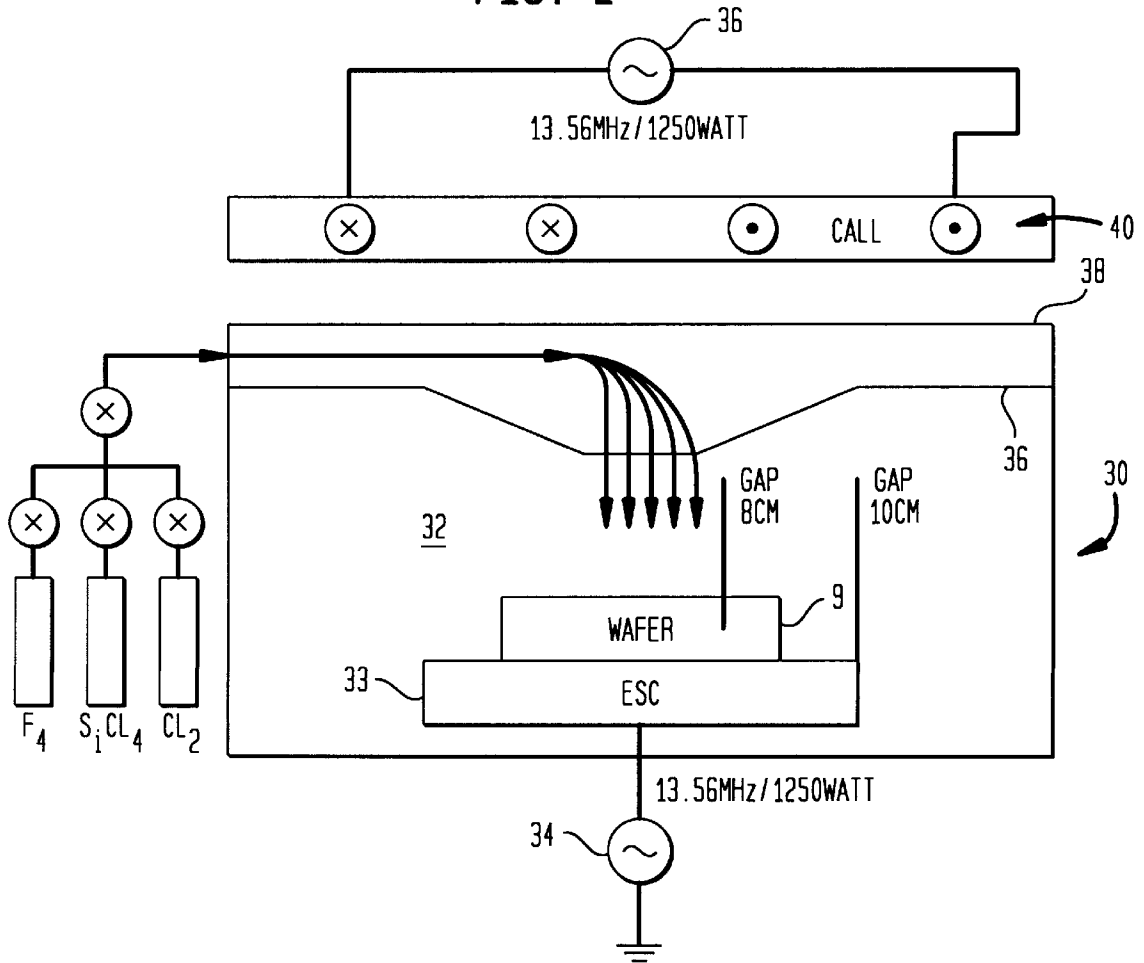 36
13.56MHz/1250WATT
CALL
40
38
36
GAP
8CM
GAP
10CM
30
32
9
WAFER
33
ESC
F4
SiCL4
CL2
13.56MHz/1250WATT
34